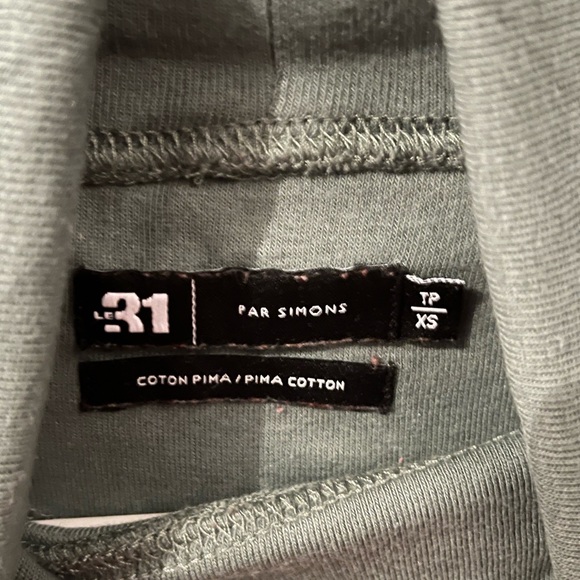 LE 31
PAR SIMONS
TP
XS
COTON PIMA / PIMA COTTON